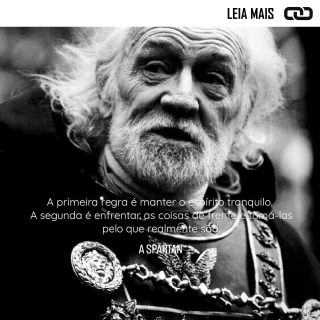 LEIA MAIS
A primeira regra é manter o espírito tranquilo.
A segunda é enfrentar as coisas de frente e tomá-las
pelo que realmente são.
A SPARTAN